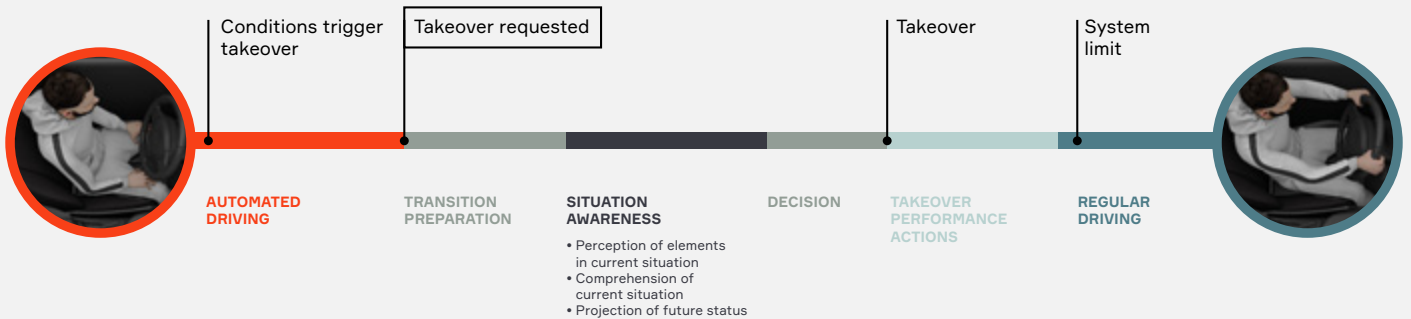 Conditions trigger
takeover
Takeover requested
Takeover
System
limit
AUTOMATED
DRIVING
TRANSITION
PREPARATION
SITUATION
AWARENESS
• Perception of elements
in current situation
• Comprehension of
current situation
• Projection of future status
DECISION
TAKEOVER
PERFORMANCE
ACTIONS
REGULAR
DRIVING